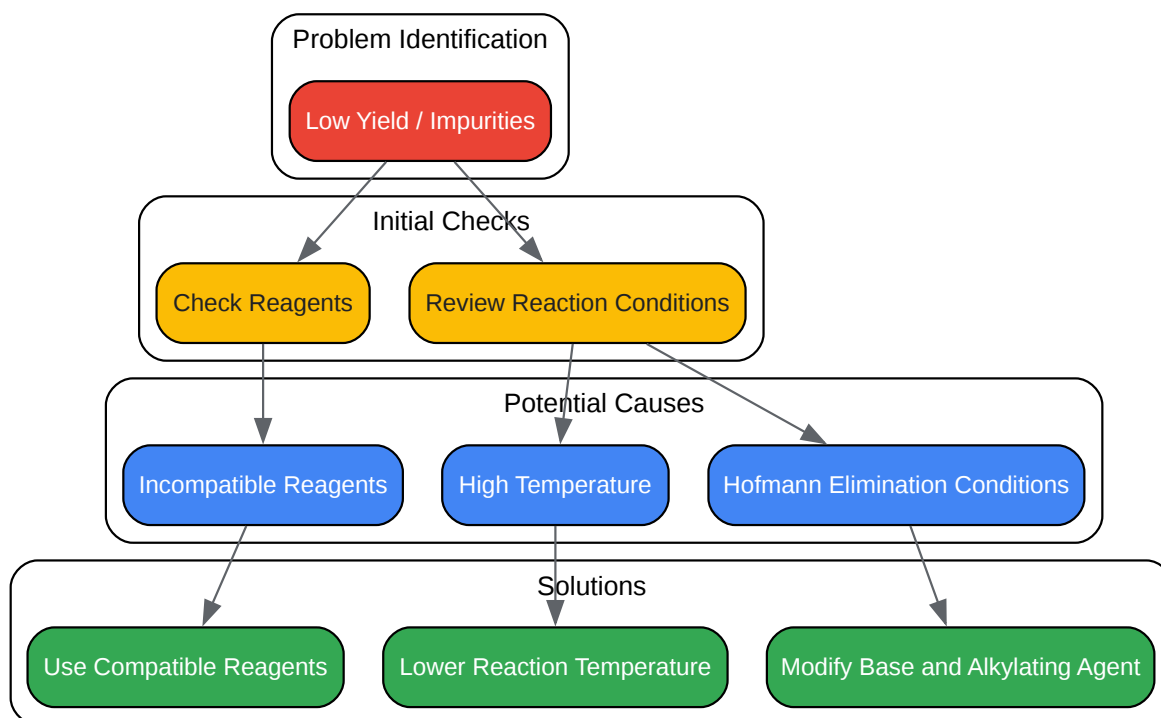 Problem Identification
Low Yield / Impurities
Initial Checks
Check Reagents
Review Reaction Conditions
Potential Causes
Incompatible Reagents
High Temperature
Hofmann Elimination Conditions
Solutions
Use Compatible Reagents
Lower Reaction Temperature
Modify Base and Alkylating Agent